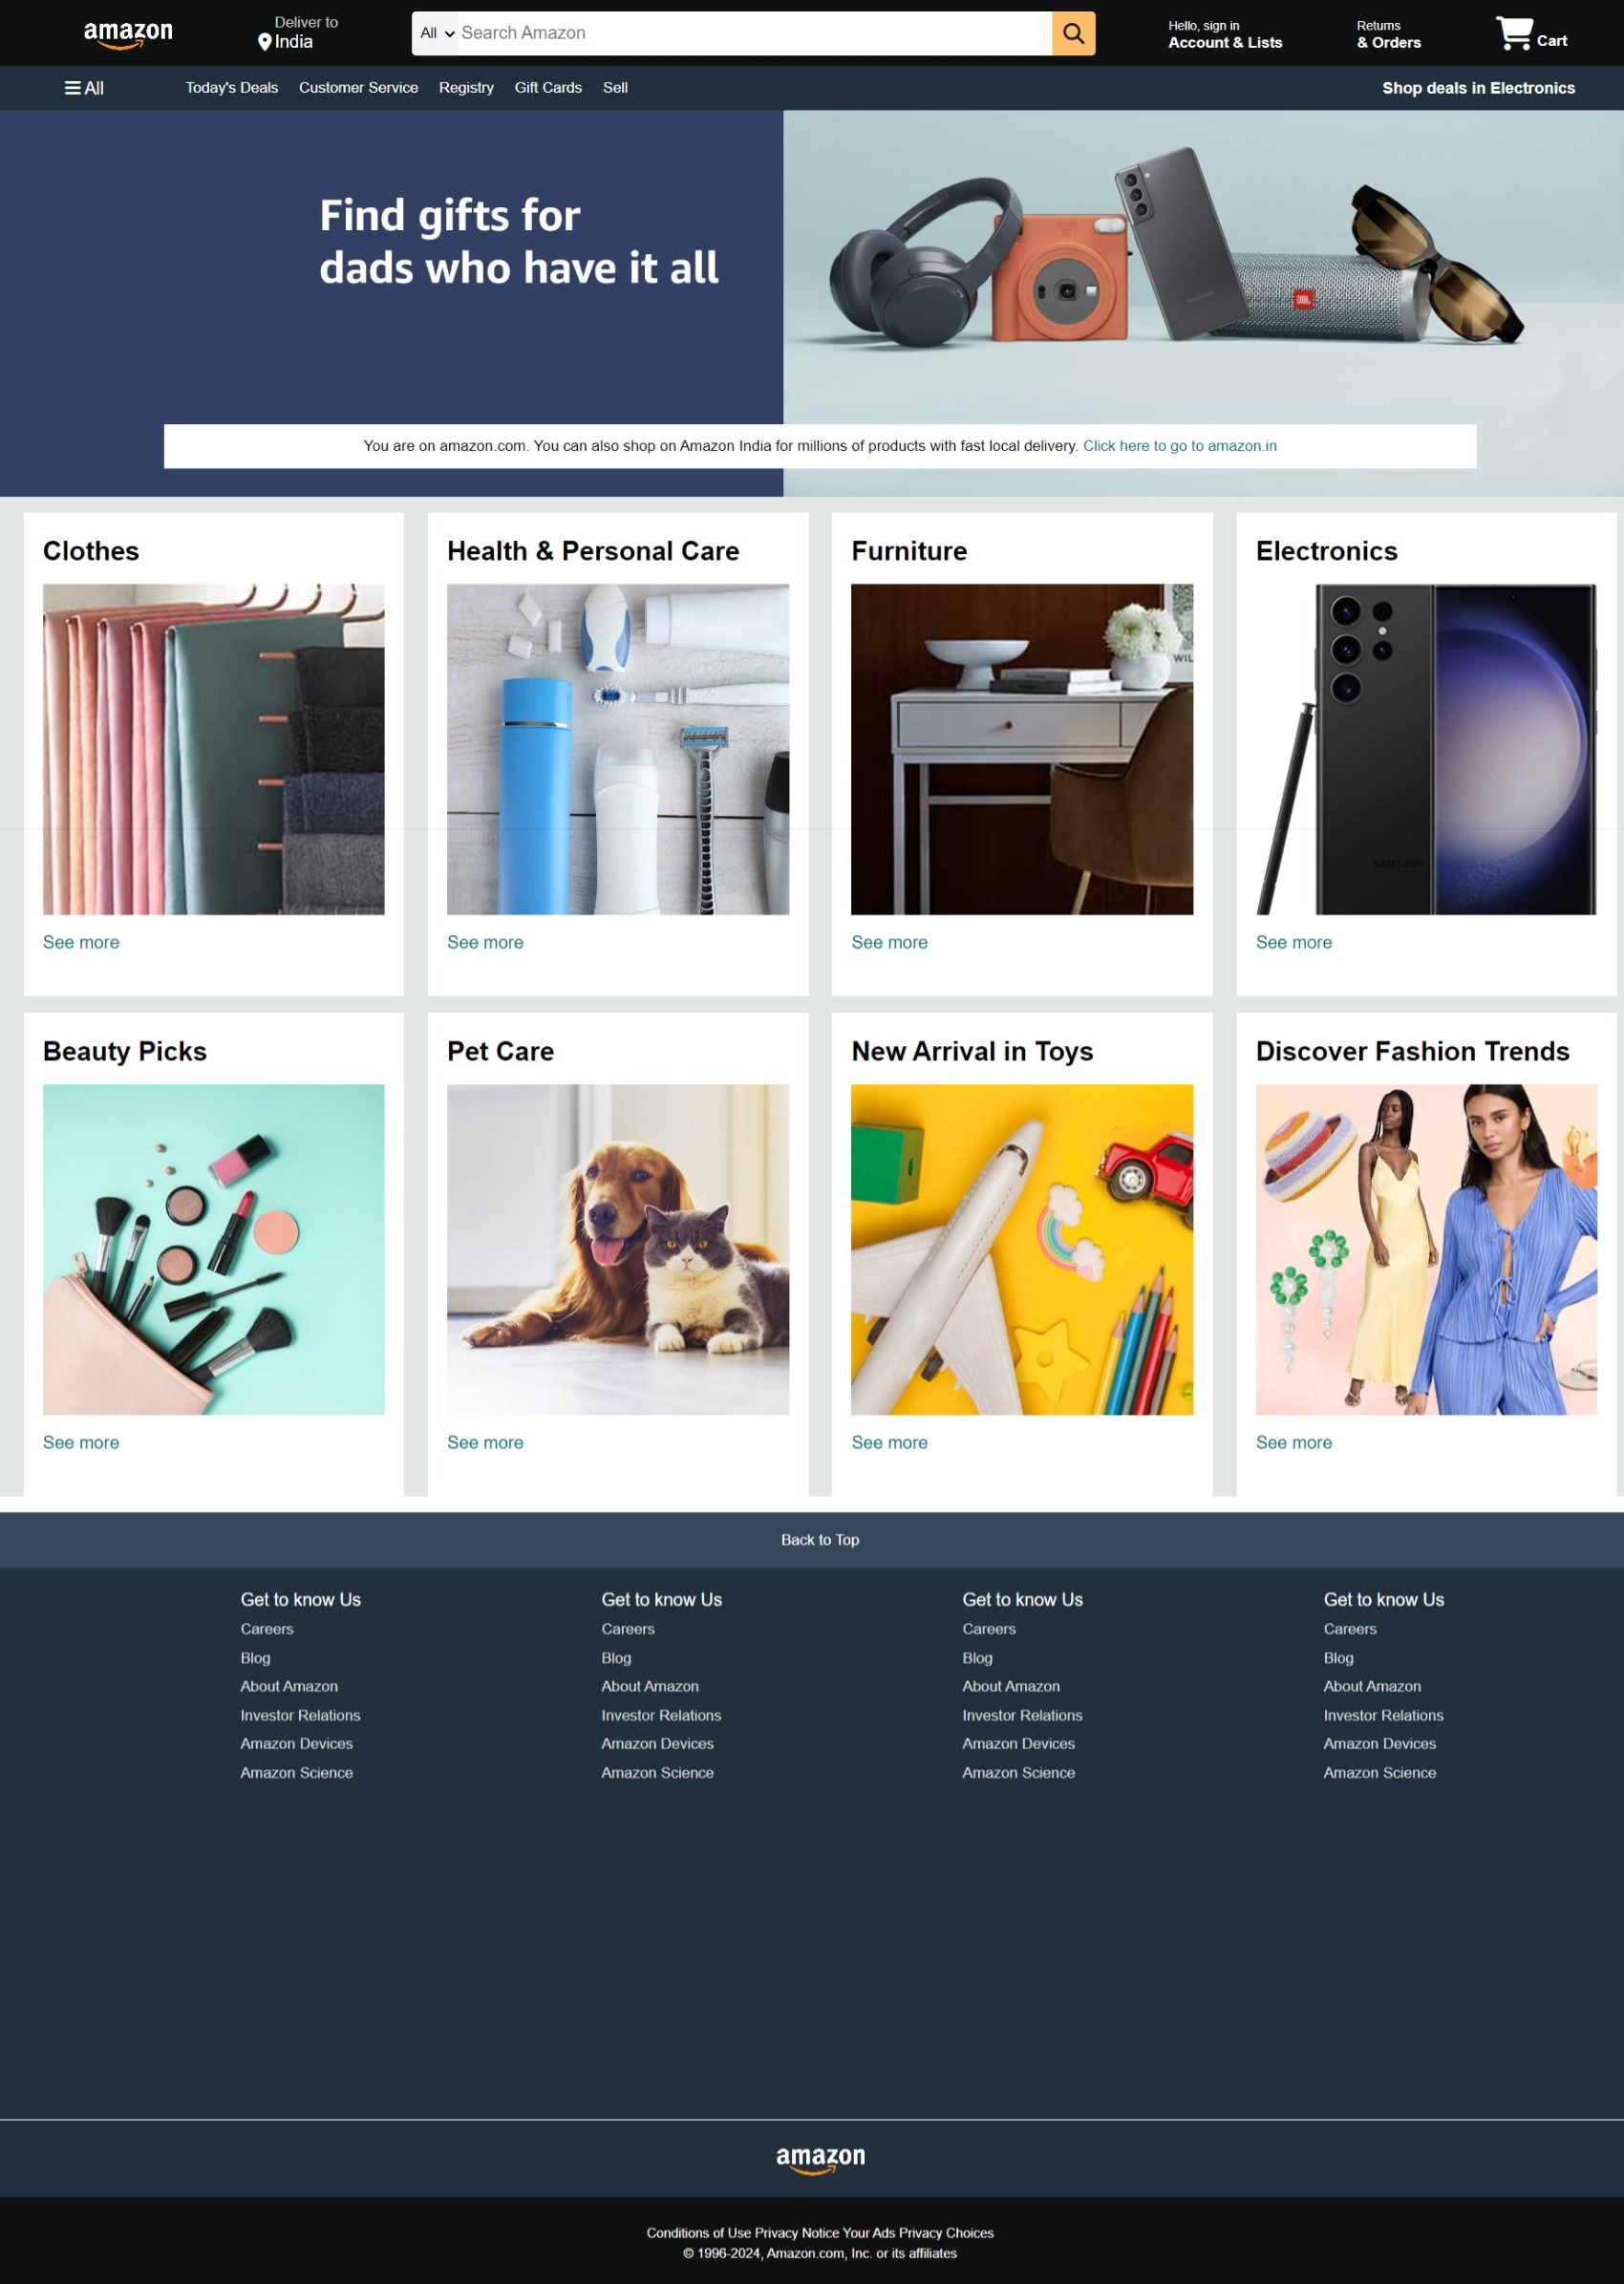 amazon
Deliver to
India
All
Search Amazon
Hello, sign in
Account & Lists
Returns
& Orders
Cart
All
Today's Deals
Customer Service
Registry
Gift Cards
Sell
Shop deals in Electronics
Find gifts for
dads who have it all
SAMSUNG
JBL
You are on amazon.com. You can also shop on Amazon India for millions of products with fast local delivery. Click here to go to amazon.in
Clothes
Health & Personal Care
Furniture
Electronics
WIL
SAMSUNG
See more
See more
See more
See more
Beauty Picks
Pet Care
New Arrival in Toys
Discover Fashion Trends
See more
See more
See more
See more
Back to Top
Get to know Us
Careers
Blog
About Amazon
Investor Relations
Amazon Devices
Amazon Science
Get to know Us
Careers
Blog
About Amazon
Investor Relations
Amazon Devices
Amazon Science
Get to know Us
Careers
Blog
About Amazon
Investor Relations
Amazon Devices
Amazon Science
Get to know Us
Careers
Blog
About Amazon
Investor Relations
Amazon Devices
Amazon Science
amazon
Conditions of Use Privacy Notice Your Ads Privacy Choices
© 1996-2024, Amazon.com, Inc. or its affiliates